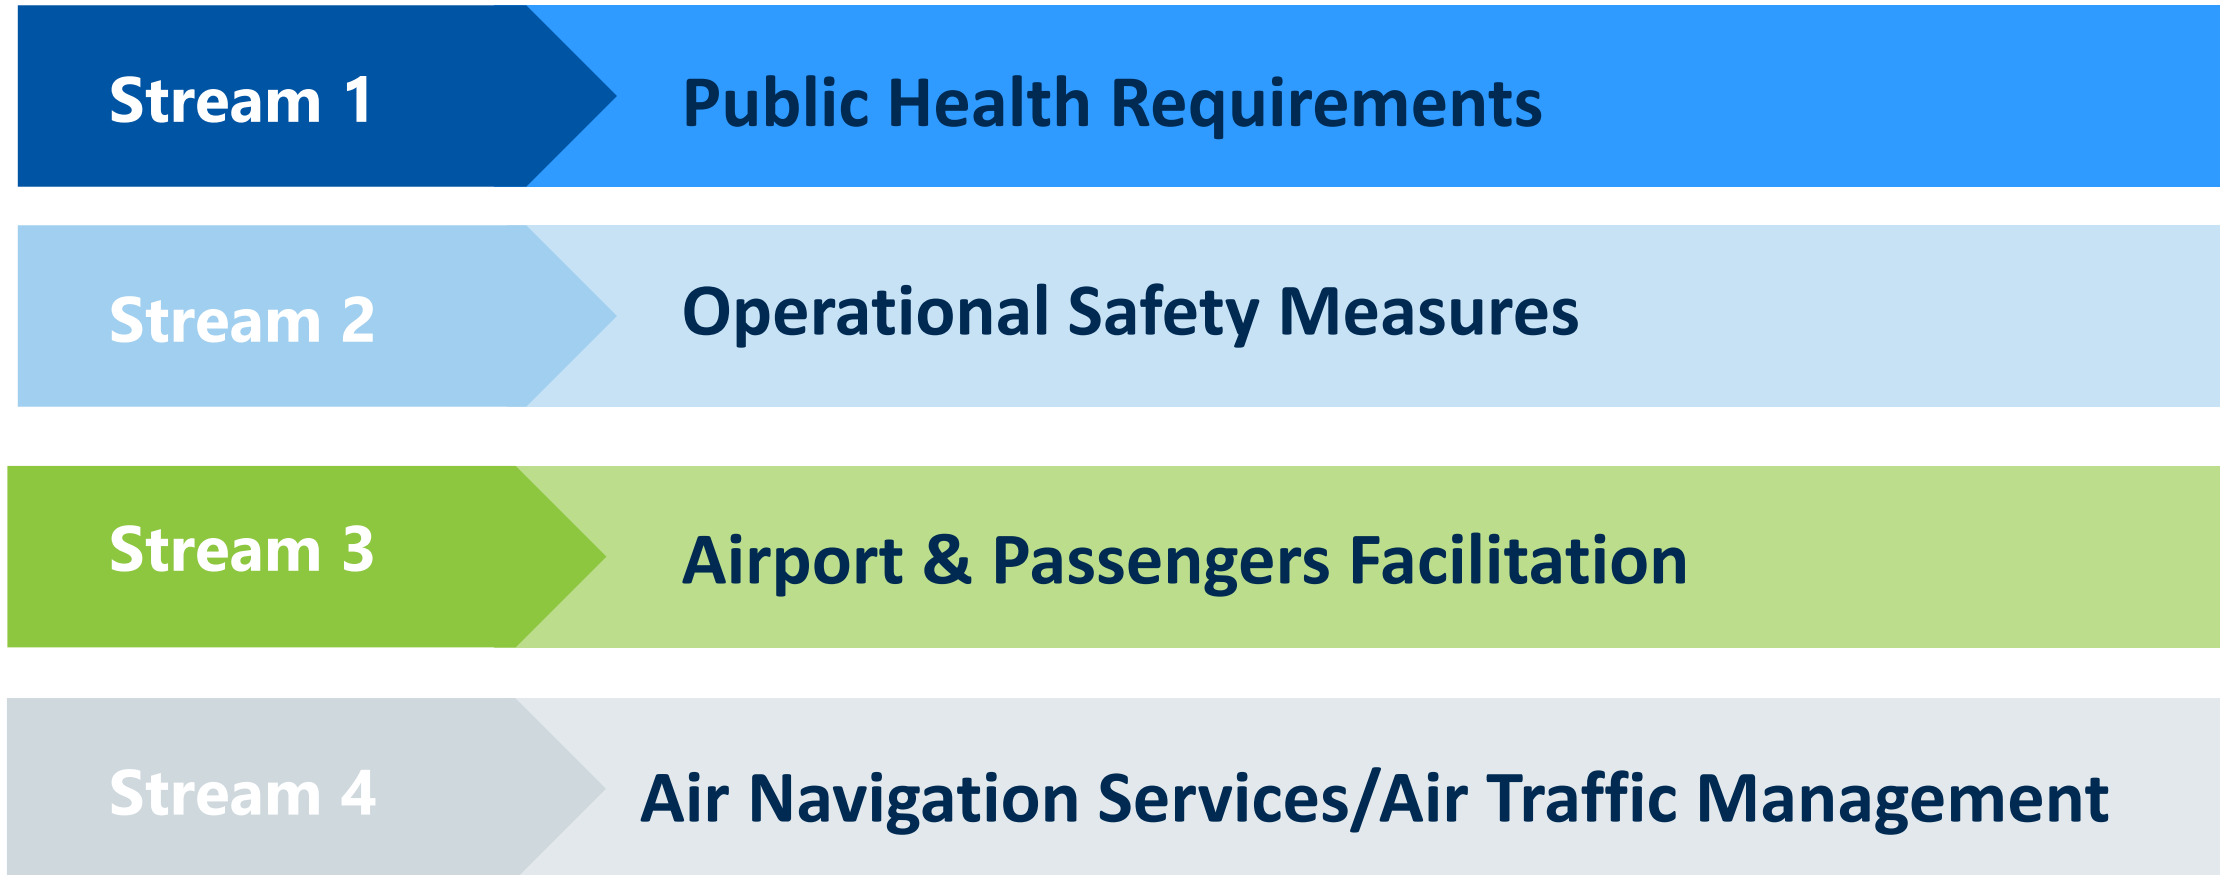 Stream 1
Public Health Requirements
Stream 2
Operational Safety Measures
Stream 3
Airport & Passengers Facilitation
Stream 4
Air Navigation Services/Air Traffic Management